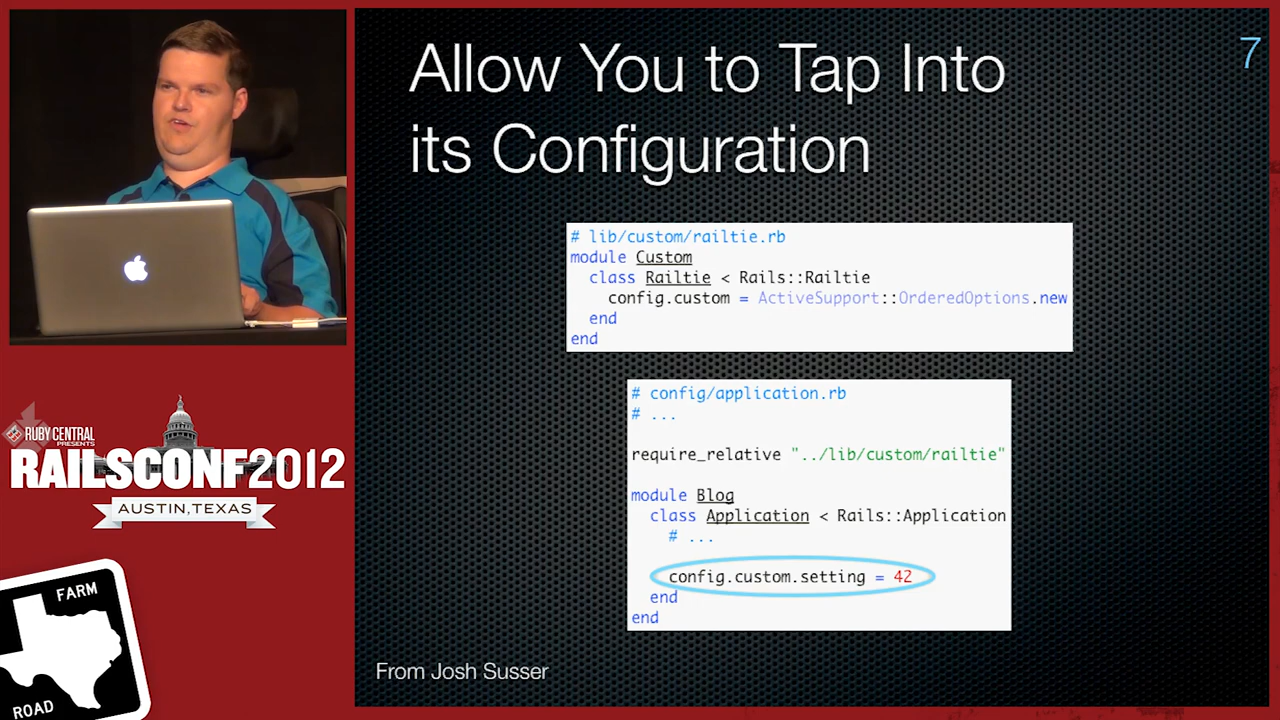 Allow You to Tap Into
its Configuration
7
# lib/custom/railtie.rb
module Custom
  class Railtie < Rails::Railtie
    config.custom = ActiveSupport::OrderedOptions.new
  end
end
# config/application.rb
# ...
require_relative "../lib/custom/railtie"
module Blog
  class Application < Rails::Application
    # ...
    config.custom.setting = 42
  end
end
From Josh Susser
RUBY CENTRAL
PRESENTS
RAILSCONF2012
AUSTIN, TEXAS
FARM
ROAD